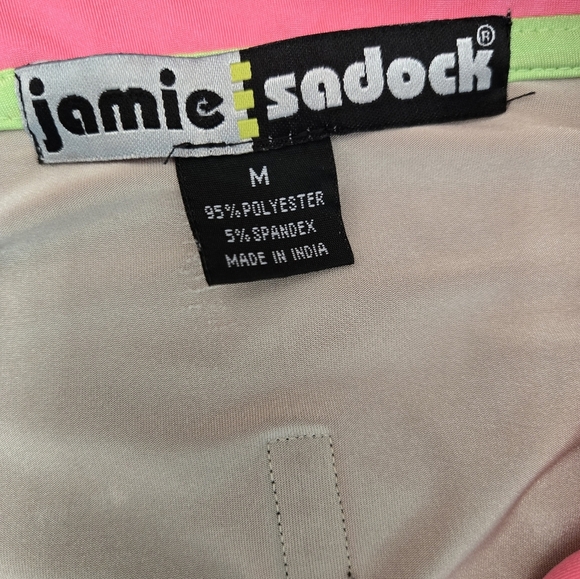 jamie sadock®
M
95% POLYESTER
5% SPANDEX
MADE IN INDIA